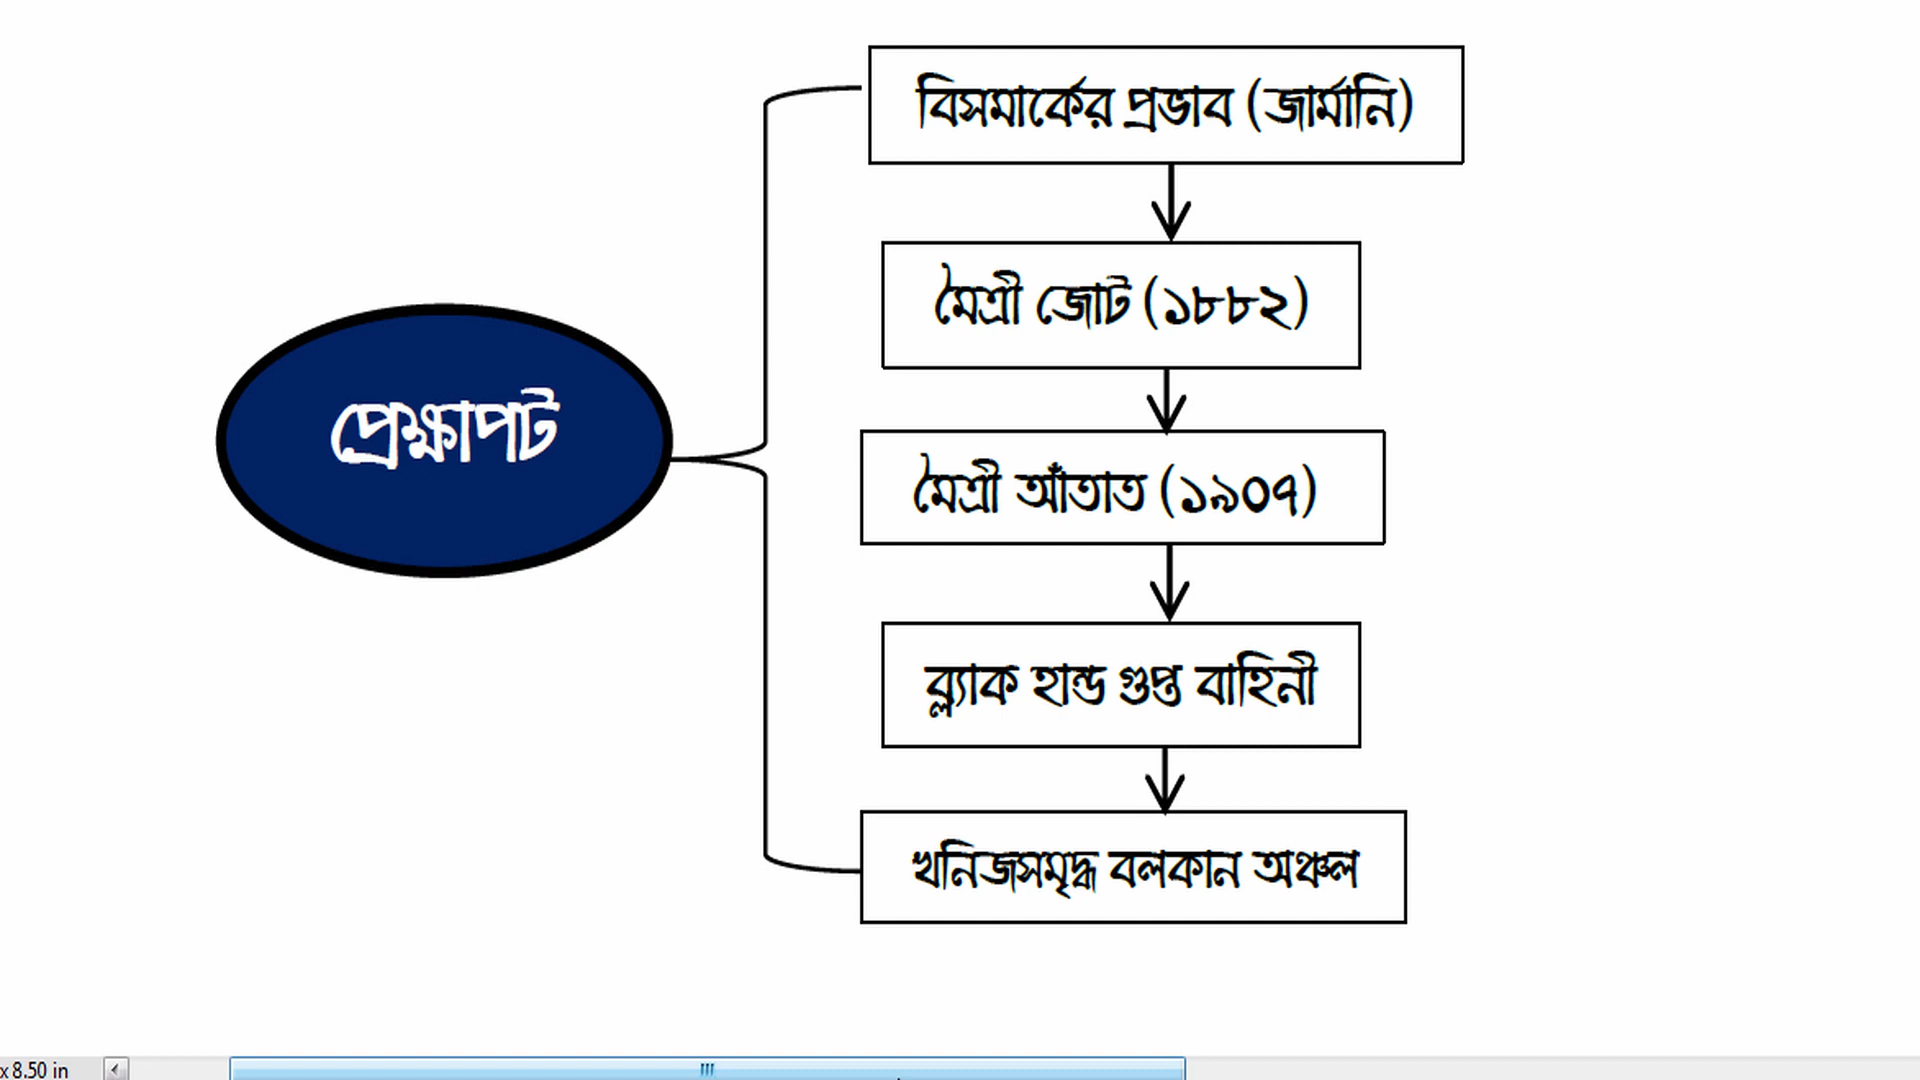 প্রেক্ষাপট
বিসমার্কের প্রভাব (জার্মানি)
মৈত্রী জোট (১৮৮২)
মৈত্রী আঁতাত (১৯০৭)
ব্ল্যাক হান্ড গুপ্ত বাহিনী
খনিজসমৃদ্ধ বলকান অঞ্চল
x 8.50 in